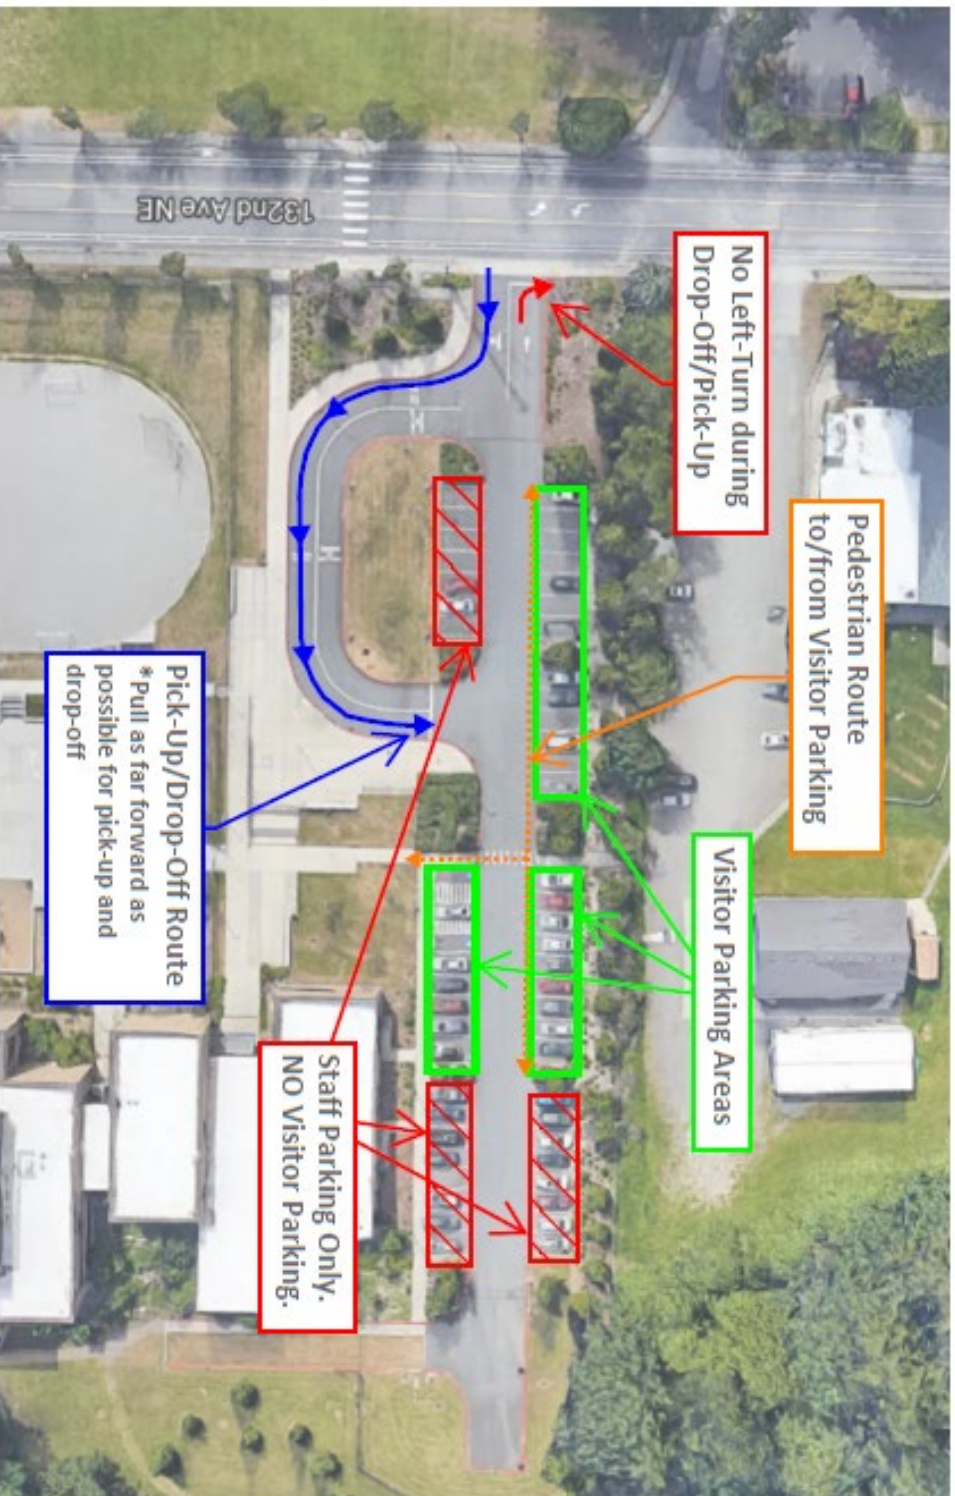 132nd Ave NE
No Left-Turn during
Drop-Off/Pick-Up
Pedestrian Route
to/from Visitor Parking
Visitor Parking Areas
Pick-Up/Drop-Off Route
*Pull as far forward as
possible for pick-up and
drop-off
Staff Parking Only.
NO Visitor Parking.